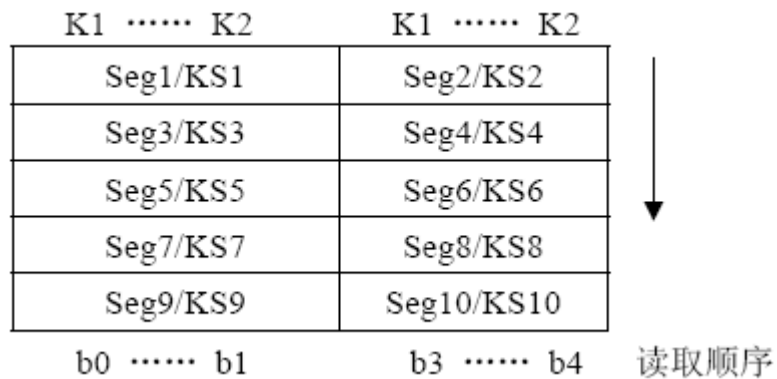 K1 ······ K2 K1 ······ K2
Seg1/KS1 Seg2/KS2
Seg3/KS3 Seg4/KS4
Seg5/KS5 Seg6/KS6
Seg7/KS7 Seg8/KS8
Seg9/KS9 Seg10/KS10
b0 ······ b1 b3 ······ b4 读取顺序